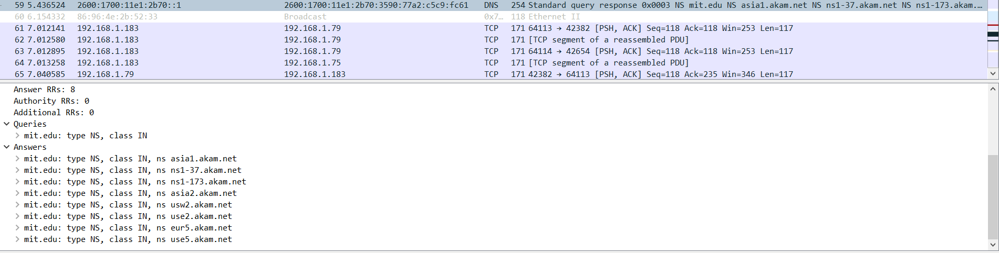 59 5.436524 2600:1700:11e1:2b70::1 2600:1700:11e1:2b70:3590:77a2:c5c9:fc61 DNS 254 Standard query response 0x0003 NS mit.edu NS asia1.akam.net NS ns1-37.akam.net NS ns1-173.akam.…
60 6.154332 86:96:4e:2b:52:33 Broadcast 0x7… 118 Ethernet II
61 7.012141 192.168.1.183 192.168.1.79 TCP 171 64113 → 42382 [PSH, ACK] Seq=118 Ack=118 Win=253 Len=117
62 7.012580 192.168.1.183 192.168.1.79 TCP 171 [TCP segment of a reassembled PDU]
63 7.012895 192.168.1.183 192.168.1.79 TCP 171 64114 → 42654 [PSH, ACK] Seq=118 Ack=118 Win=253 Len=117
64 7.013258 192.168.1.183 192.168.1.75 TCP 171 [TCP segment of a reassembled PDU]
65 7.040585 192.168.1.79 192.168.1.183 TCP 171 42382 → 64113 [PSH, ACK] Seq=118 Ack=235 Win=346 Len=117
Answer RRs: 8
Authority RRs: 0
Additional RRs: 0
Queries
mit.edu: type NS, class IN
Answers
mit.edu: type NS, class IN, ns asia1.akam.net
mit.edu: type NS, class IN, ns ns1-37.akam.net
mit.edu: type NS, class IN, ns ns1-173.akam.net
mit.edu: type NS, class IN, ns asia2.akam.net
mit.edu: type NS, class IN, ns usw2.akam.net
mit.edu: type NS, class IN, ns use2.akam.net
mit.edu: type NS, class IN, ns eur5.akam.net
mit.edu: type NS, class IN, ns use5.akam.net